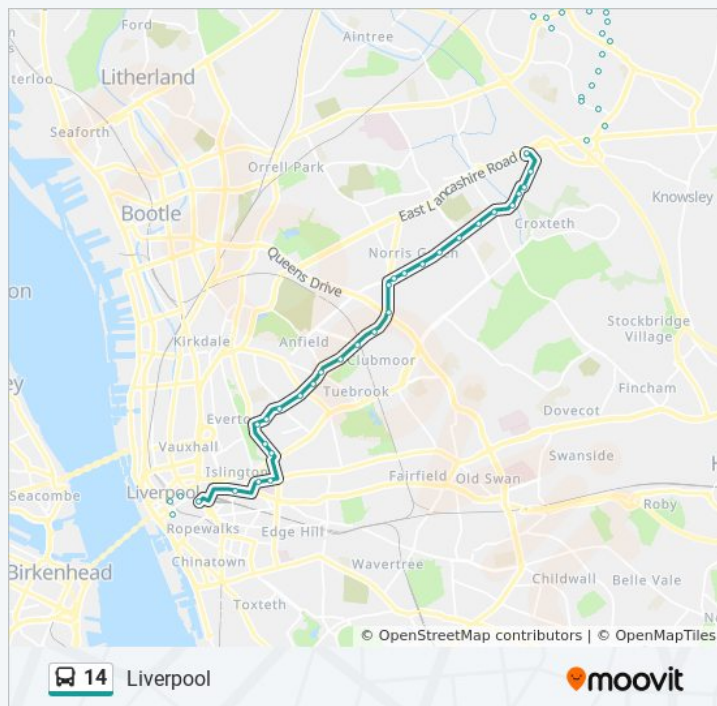 Ford
Aintree
Litherland
aterloo
Seaforth
Orrell Park
East Lancashire Road
Knowsley
Bootle
Croxteth
Norris Green
Queens Drive
on
Stockbridge
Village
Kirkdale
Anfield
Clubmoor
ey
Fincham
Tuebrook
Dovecot
Everton
Vauxhall
Swanside
Islington
H
Fairfield
Old Swan
Seacombe
Liverpool
Roby
Ropewalks
Edge Hill
Chinatown
Wavertree
Birkenhead
Childwall
Belle Vale
Toxteth
© OpenStreetMap contributors | © OpenMapTiles
14 Liverpool
moovit